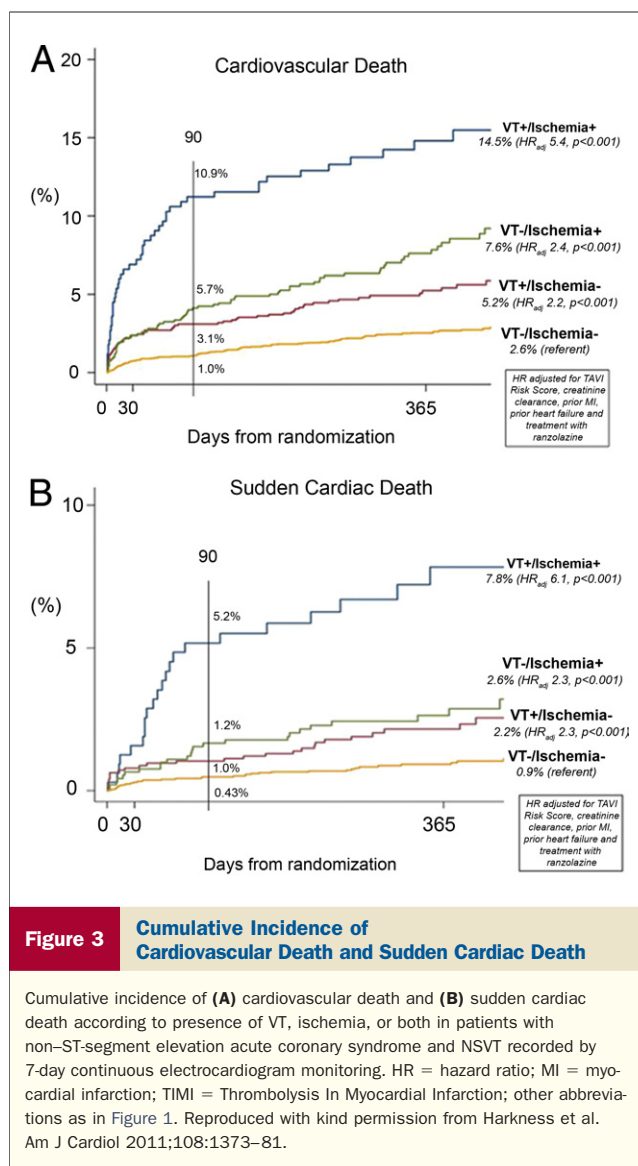 A
Cardiovascular Death
20
15
10
5
0
(%)
90
10.9%
5.7%
3.1%
1.0%
VT+/Ischemia+
14.5% (HRadj 5.4, p<0.001)
VT-/Ischemia+
7.6% (HRadj 2.4, p<0.001)
VT+/Ischemia-
5.2% (HRadj 2.2, p<0.001)
VT-/Ischemia-
2.6% (referent)
HR adjusted for TAVI
Risk Score, creatinine
clearance, prior MI,
prior heart failure and
treatment with
ranzolazine
0 30 365
Days from randomization
B
Sudden Cardiac Death
10
5
0
(%)
90
5.2%
1.2%
1.0%
0.43%
VT+/Ischemia+
7.8% (HRadj 6.1, p<0.001)
VT-/Ischemia+
2.6% (HRadj 2.3, p<0.001)
VT+/Ischemia-
2.2% (HRadj 2.3, p<0.001)
VT-/Ischemia-
0.9% (referent)
HR adjusted for TAVI
Risk Score, creatinine
clearance, prior MI,
prior heart failure and
treatment with
ranzolazine
0 30 365
Days from randomization
Figure 3
Cumulative Incidence of
Cardiovascular Death and Sudden Cardiac Death
Cumulative incidence of (A) cardiovascular death and (B) sudden cardiac
death according to presence of VT, ischemia, or both in patients with
non–ST-segment elevation acute coronary syndrome and NSVT recorded by
7-day continuous electrocardiogram monitoring. HR = hazard ratio; MI = myo-
cardial infarction; TIMI = Thrombolysis In Myocardial Infarction; other abbrevia-
tions as in Figure 1. Reproduced with kind permission from Harkness et al.
Am J Cardiol 2011;108:1373–81.